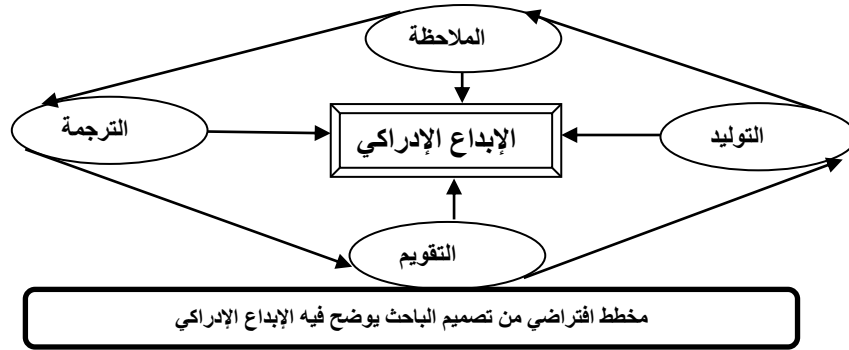 الملاحظة
التوليد
الإبداع الإدراكي
الترجمة
التقويم
مخطط افتراضي من تصميم الباحث يوضح فيه الإبداع الإدراكي